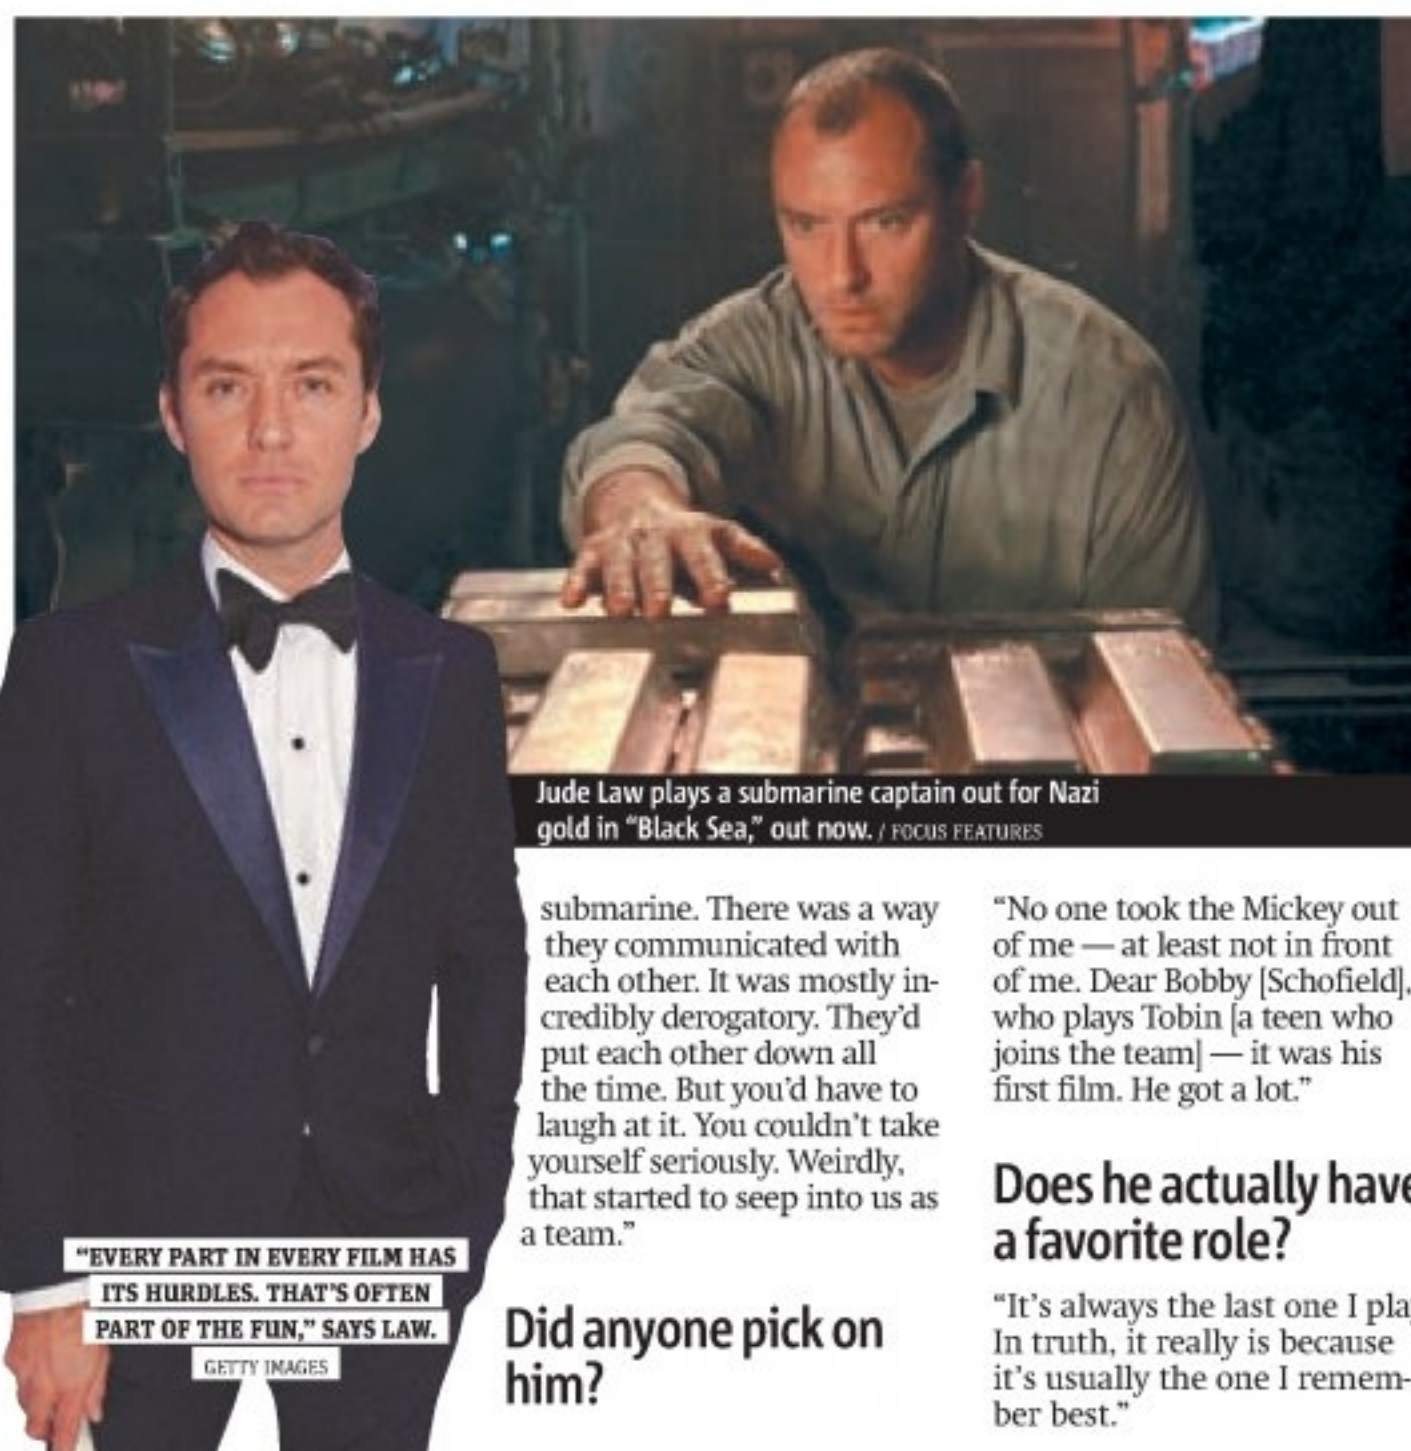 Jude Law plays a submarine captain out for Nazi
gold in “Black Sea,” out now. / FOCUS FEATURES
“EVERY PART IN EVERY FILM HAS
ITS HURDLES. THAT’S OFTEN
PART OF THE FUN,” SAYS LAW.
GETTY IMAGES
submarine. There was a way
they communicated with
each other. It was mostly in-
credibly derogatory. They’d
put each other down all
the time. But you’d have to
laugh at it. You couldn’t take
yourself seriously. Weirdly,
that started to seep into us as
a team.”
Did anyone pick on
him?
“No one took the Mickey out
of me — at least not in front
of me. Dear Bobby [Schofield],
who plays Tobin [a teen who
joins the team] — it was his
first film. He got a lot.”
Does he actually have
a favorite role?
“It’s always the last one I play
In truth, it really is because
it’s usually the one I remem-
ber best.”